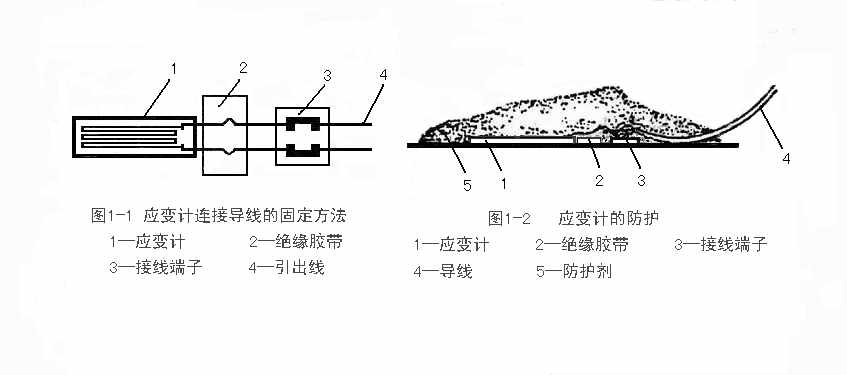 1
2
3
4
图1-1 应变计连接导线的固定方法
1—应变计 2—绝缘胶带
3—接线端子 4—引出线
5
1
2
3
4
图1-2 应变计的防护
1—应变计 2—绝缘胶带 3—接线端子
4—导线 5—防护剂